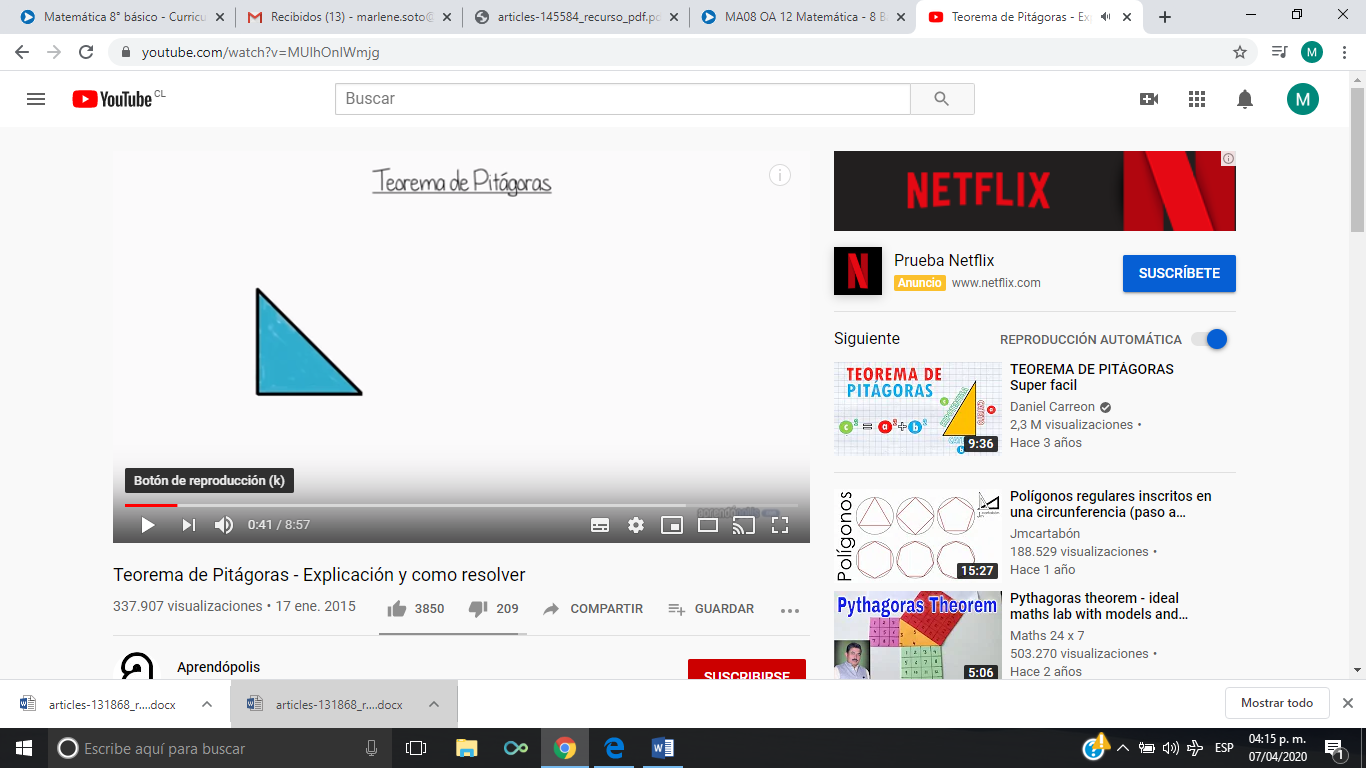 Matemática 8° básico - Curricu
Recibidos (13) - marlene.soto@
articles-145584_recurso_pdf.pd
MA08 OA 12 Matemática - 8 Bá
Teorema de Pitágoras - Ex
youtube.com/watch?v=MUIhOnIWmjg
M
YouTube CL
Buscar
M
Teorema de Pitágoras
Botón de reproducción (k)
0:41 / 8:57
Teorema de Pitágoras - Explicación y como resolver
337.907 visualizaciones • 17 ene. 2015
3850
209
COMPARTIR
GUARDAR
Aprendópolis
SUSCRIBIRSE
NETFLIX
Prueba Netflix
Anuncio www.netflix.com
SUSCRÍBETE
Siguiente
REPRODUCCIÓN AUTOMÁTICA
TEOREMA DE
PITÁGORAS
c² = a² + b²
9:36
TEOREMA DE PITÁGORAS
Super facil
Daniel Carreon
2,3 M visualizaciones •
Hace 3 años
Polígonos
15:27
Polígonos regulares inscritos en
una circunferencia (paso a...
Jmcartabón
188.529 visualizaciones •
Hace 1 año
Pythagoras Theorem
5:06
Pythagoras theorem - ideal
maths lab with models and...
Maths 24 x 7
503.270 visualizaciones •
Hace 2 años
articles-131868_r....docx
articles-131868_r....docx
Mostrar todo
Escribe aquí para buscar
ESP
04:15 p. m.
07/04/2020
1